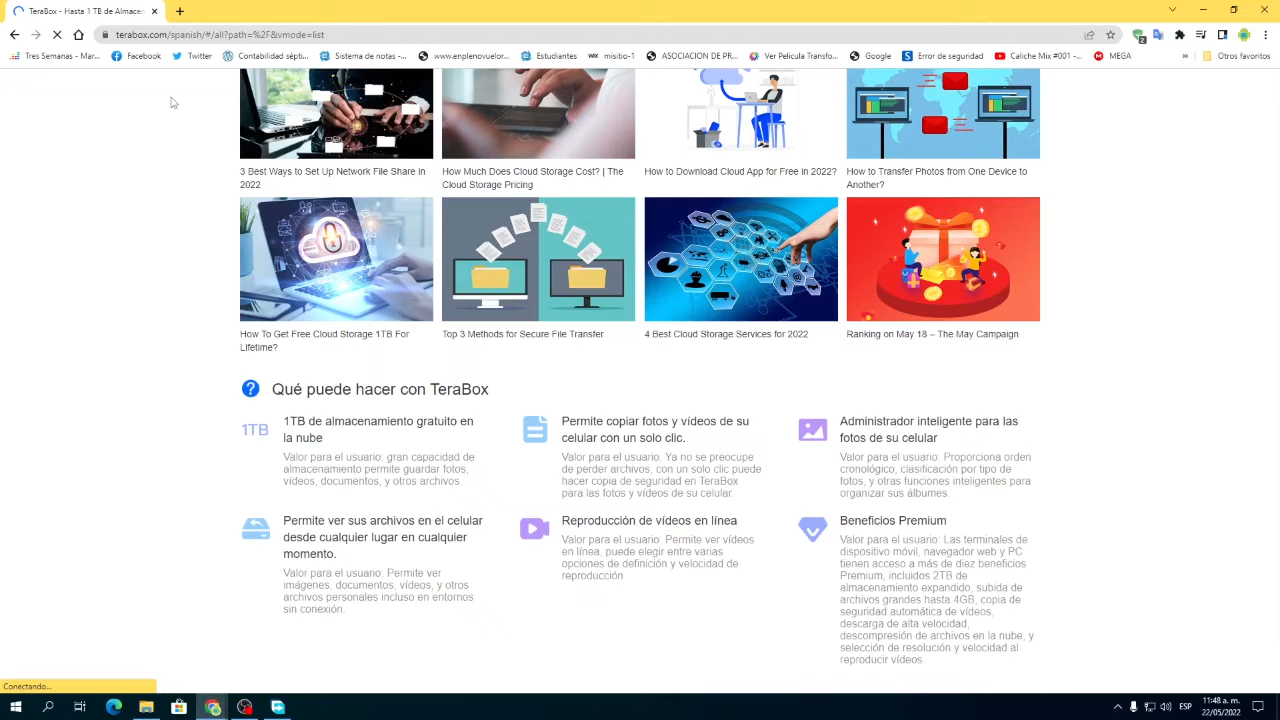 TeraBox - Hasta 1 TB de Almacer
terabox.com/spanish/#/all?path=%2F&vmode=list
Tres Semanas - Mar...
Facebook
Twitter
Contabilidad sépti...
Sistema de notas -...
www.enplenovuelor...
Estudiantes
WIX misitio-1
ASOCIACION DE PR...
Ver Pelicula Transfo...
Google
Error de seguridad
Caliche Mix #001 -...
MEGA
»
Otros favoritos
3 Best Ways to Set Up Network File Share in
2022
How Much Does Cloud Storage Cost? | The
Cloud Storage Pricing
How to Download Cloud App for Free in 2022?
How to Transfer Photos from One Device to
Another?
How To Get Free Cloud Storage 1TB For
Lifetime?
Top 3 Methods for Secure File Transfer
4 Best Cloud Storage Services for 2022
Ranking on May 18 – The May Campaign
? Qué puede hacer con TeraBox
1TB
1TB de almacenamiento gratuito en
la nube
Valor para el usuario: gran capacidad de
almacenamiento permite guardar fotos,
vídeos, documentos, y otros archivos.
Permite copiar fotos y vídeos de su
celular con un solo clic.
Valor para el usuario: Ya no se preocupe
de perder archivos, con un solo clic puede
hacer copia de seguridad en TeraBox
para las fotos y vídeos de su celular.
Administrador inteligente para las
fotos de su celular
Valor para el usuario: Proporciona orden
cronológico, clasificación por tipo de
fotos, y otras funciones inteligentes para
organizar sus álbumes.
Permite ver sus archivos en el celular
desde cualquier lugar en cualquier
momento.
Valor para el usuario: Permite ver
imágenes, documentos, vídeos, y otros
archivos personales incluso en entornos
sin conexión.
Reproducción de vídeos en línea
Valor para el usuario: Permite ver vídeos
en línea, puede elegir entre varias
opciones de definición y velocidad de
reproducción
Beneficios Premium
Valor para el usuario: Las terminales de
dispositivo móvil, navegador web y PC
tienen acceso a más de diez beneficios
Premium, incluidos 2TB de
almacenamiento expandido, subida de
archivos grandes hasta 4GB, copia de
seguridad automática de vídeos,
descarga de alta velocidad,
descompresión de archivos en la nube, y
selección de resolución y velocidad al
reproducir vídeos.
Conectando...
ESP
11:48 a. m.
22/05/2022